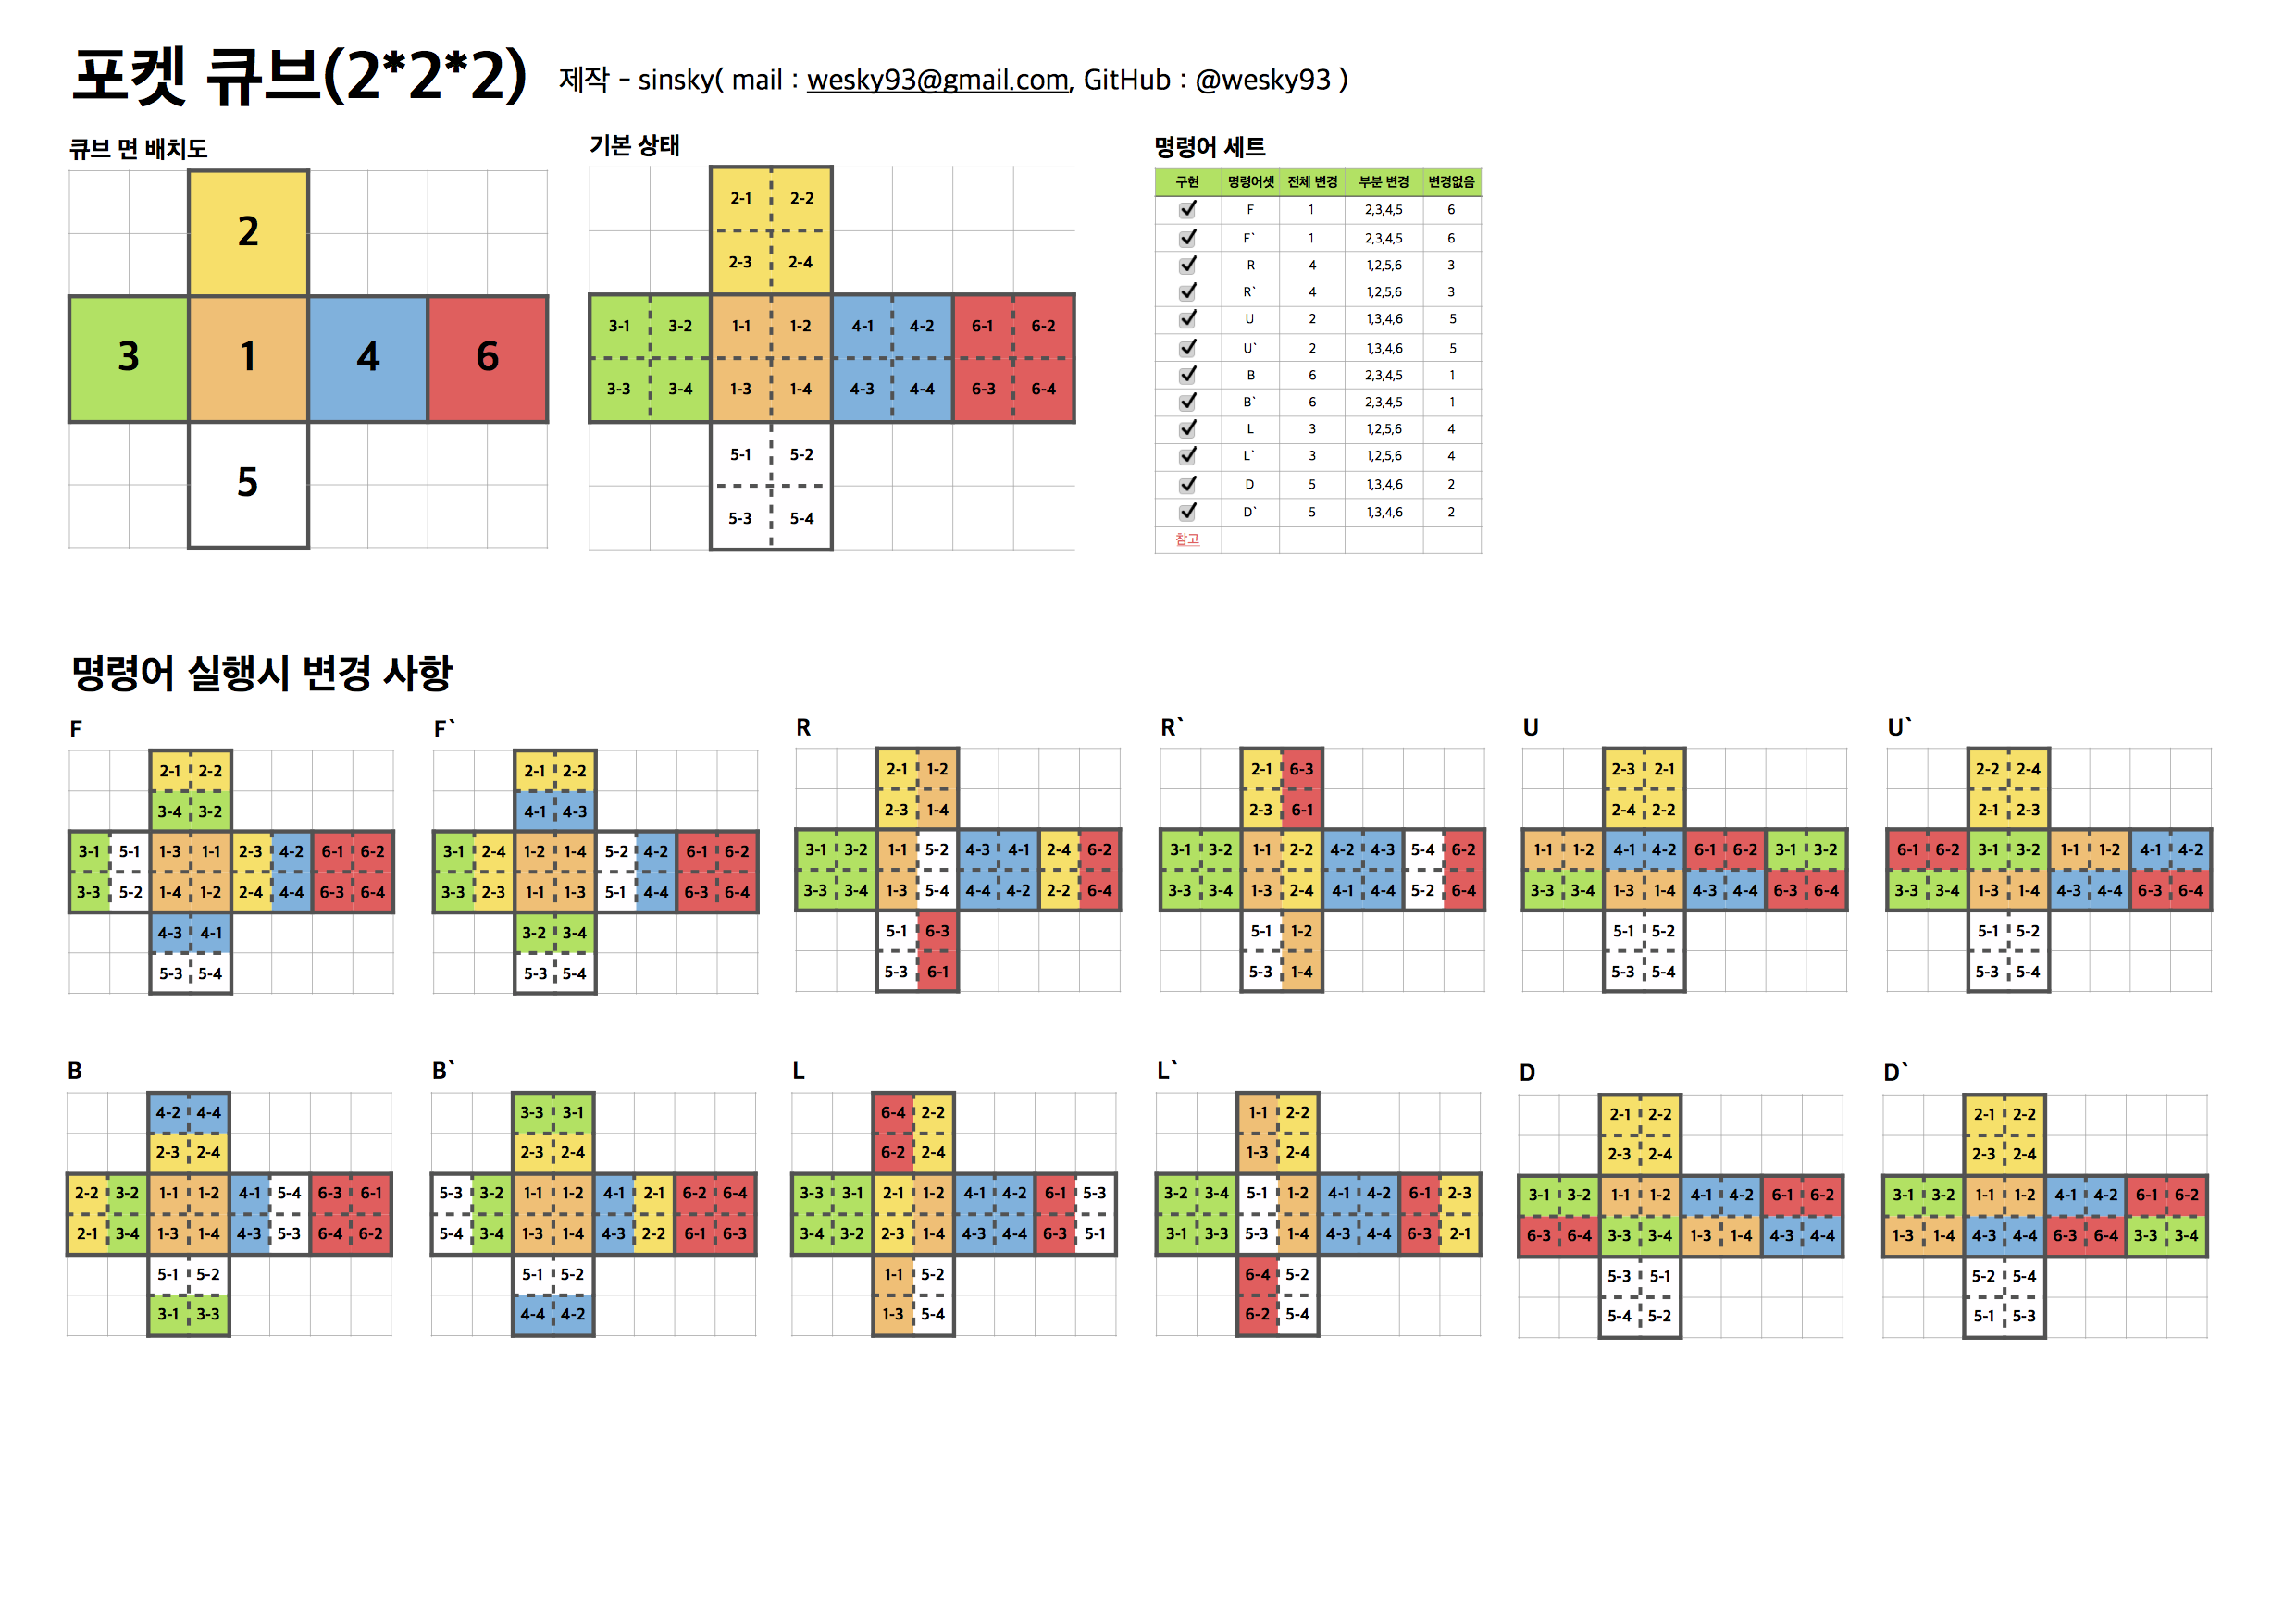 포켓 큐브(2*2*2) 제작 - sinsky( mail : wesky93@gmail.com, GitHub : @wesky93 )
큐브 면 배치도
2
3 1 4 6
5
기본 상태
2-1 2-2
2-3 2-4
3-1 3-2 1-1 1-2 4-1 4-2 6-1 6-2
3-3 3-4 1-3 1-4 4-3 4-4 6-3 6-4
5-1 5-2
5-3 5-4
명령어 세트
구현 명령어셋 전체 변경 부분 변경 변경없음
F 1 2,3,4,5 6
F` 1 2,3,4,5 6
R 4 1,2,5,6 3
R` 4 1,2,5,6 3
U 2 1,3,4,6 5
U` 2 1,3,4,6 5
B 6 2,3,4,5 1
B` 6 2,3,4,5 1
L 3 1,2,5,6 4
L` 3 1,2,5,6 4
D 5 1,3,4,6 2
D` 5 1,3,4,6 2
참고
명령어 실행시 변경 사항
F
2-1 2-2
3-4 3-2
3-1 5-1 1-3 1-1 2-3 4-2 6-1 6-2
3-3 5-2 1-4 1-2 2-4 4-4 6-3 6-4
4-3 4-1
5-3 5-4
F`
2-1 2-2
4-1 4-3
3-1 2-4 1-2 1-4 5-2 4-2 6-1 6-2
3-3 2-3 1-1 1-3 5-1 4-4 6-3 6-4
3-2 3-4
5-3 5-4
R
2-1 1-2
2-3 1-4
3-1 3-2 1-1 5-2 4-3 4-1 2-4 6-2
3-3 3-4 1-3 5-4 4-4 4-2 2-2 6-4
5-1 6-3
5-3 6-1
R`
2-1 6-3
2-3 6-1
3-1 3-2 1-1 2-2 4-2 4-3 5-4 6-2
3-3 3-4 1-3 2-4 4-1 4-4 5-2 6-4
5-1 1-2
5-3 1-4
U
2-3 2-1
2-4 2-2
1-1 1-2 4-1 4-2 6-1 6-2 3-1 3-2
3-3 3-4 1-3 1-4 4-3 4-4 6-3 6-4
5-1 5-2
5-3 5-4
U`
2-2 2-4
2-1 2-3
6-1 6-2 3-1 3-2 1-1 1-2 4-1 4-2
3-3 3-4 1-3 1-4 4-3 4-4 6-3 6-4
5-1 5-2
5-3 5-4
B
4-2 4-4
2-3 2-4
2-2 3-2 1-1 1-2 4-1 5-4 6-3 6-1
2-1 3-4 1-3 1-4 4-3 5-3 6-4 6-2
5-1 5-2
3-1 3-3
B`
3-3 3-1
2-3 2-4
5-3 3-2 1-1 1-2 4-1 2-1 6-2 6-4
5-4 3-4 1-3 1-4 4-3 2-2 6-1 6-3
5-1 5-2
4-4 4-2
L
6-4 2-2
6-2 2-4
3-3 3-1 2-1 1-2 4-1 4-2 6-1 5-3
3-4 3-2 2-3 1-4 4-3 4-4 6-3 5-1
1-1 5-2
1-3 5-4
L`
1-1 2-2
1-3 2-4
3-2 3-4 5-1 1-2 4-1 4-2 6-1 2-3
3-1 3-3 5-3 1-4 4-3 4-4 6-3 2-1
6-4 5-2
6-2 5-4
D
2-1 2-2
2-3 2-4
3-1 3-2 1-1 1-2 4-1 4-2 6-1 6-2
6-3 6-4 3-3 3-4 1-3 1-4 4-3 4-4
5-3 5-1
5-4 5-2
D`
2-1 2-2
2-3 2-4
3-1 3-2 1-1 1-2 4-1 4-2 6-1 6-2
1-3 1-4 4-3 4-4 6-3 6-4 3-3 3-4
5-2 5-4
5-1 5-3